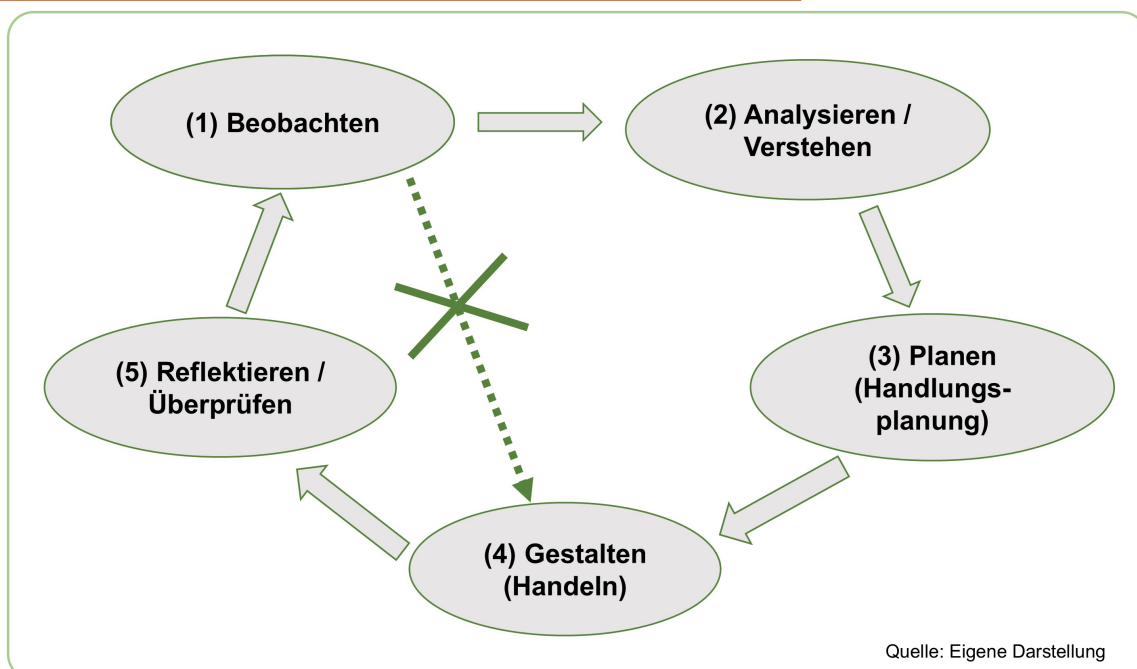 (1) Beobachten
(2) Analysieren /
Verstehen
(3) Planen
(Handlungs-
planung)
(4) Gestalten
(Handeln)
(5) Reflektieren /
Überprüfen
Quelle: Eigene Darstellung